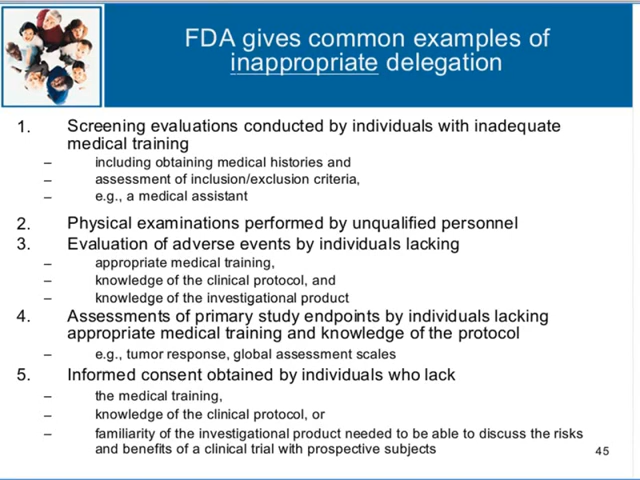 FDA gives common examples of
inappropriate delegation
1. Screening evaluations conducted by individuals with inadequate
medical training
– including obtaining medical histories and
– assessment of inclusion/exclusion criteria,
– e.g., a medical assistant
2. Physical examinations performed by unqualified personnel
3. Evaluation of adverse events by individuals lacking
– appropriate medical training,
– knowledge of the clinical protocol, and
– knowledge of the investigational product
4. Assessments of primary study endpoints by individuals lacking
appropriate medical training and knowledge of the protocol
– e.g., tumor response, global assessment scales
5. Informed consent obtained by individuals who lack
– the medical training,
– knowledge of the clinical protocol, or
– familiarity of the investigational product needed to be able to discuss the risks
and benefits of a clinical trial with prospective subjects
45